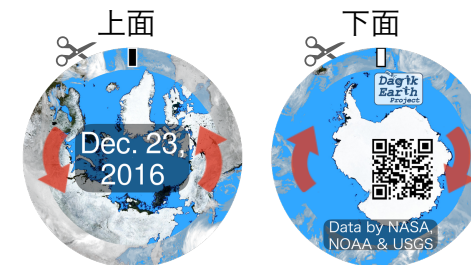 上面
下面
Dagik
Earth
Project
Dec. 23,
2016
Data by NASA,
NOAA & USGS